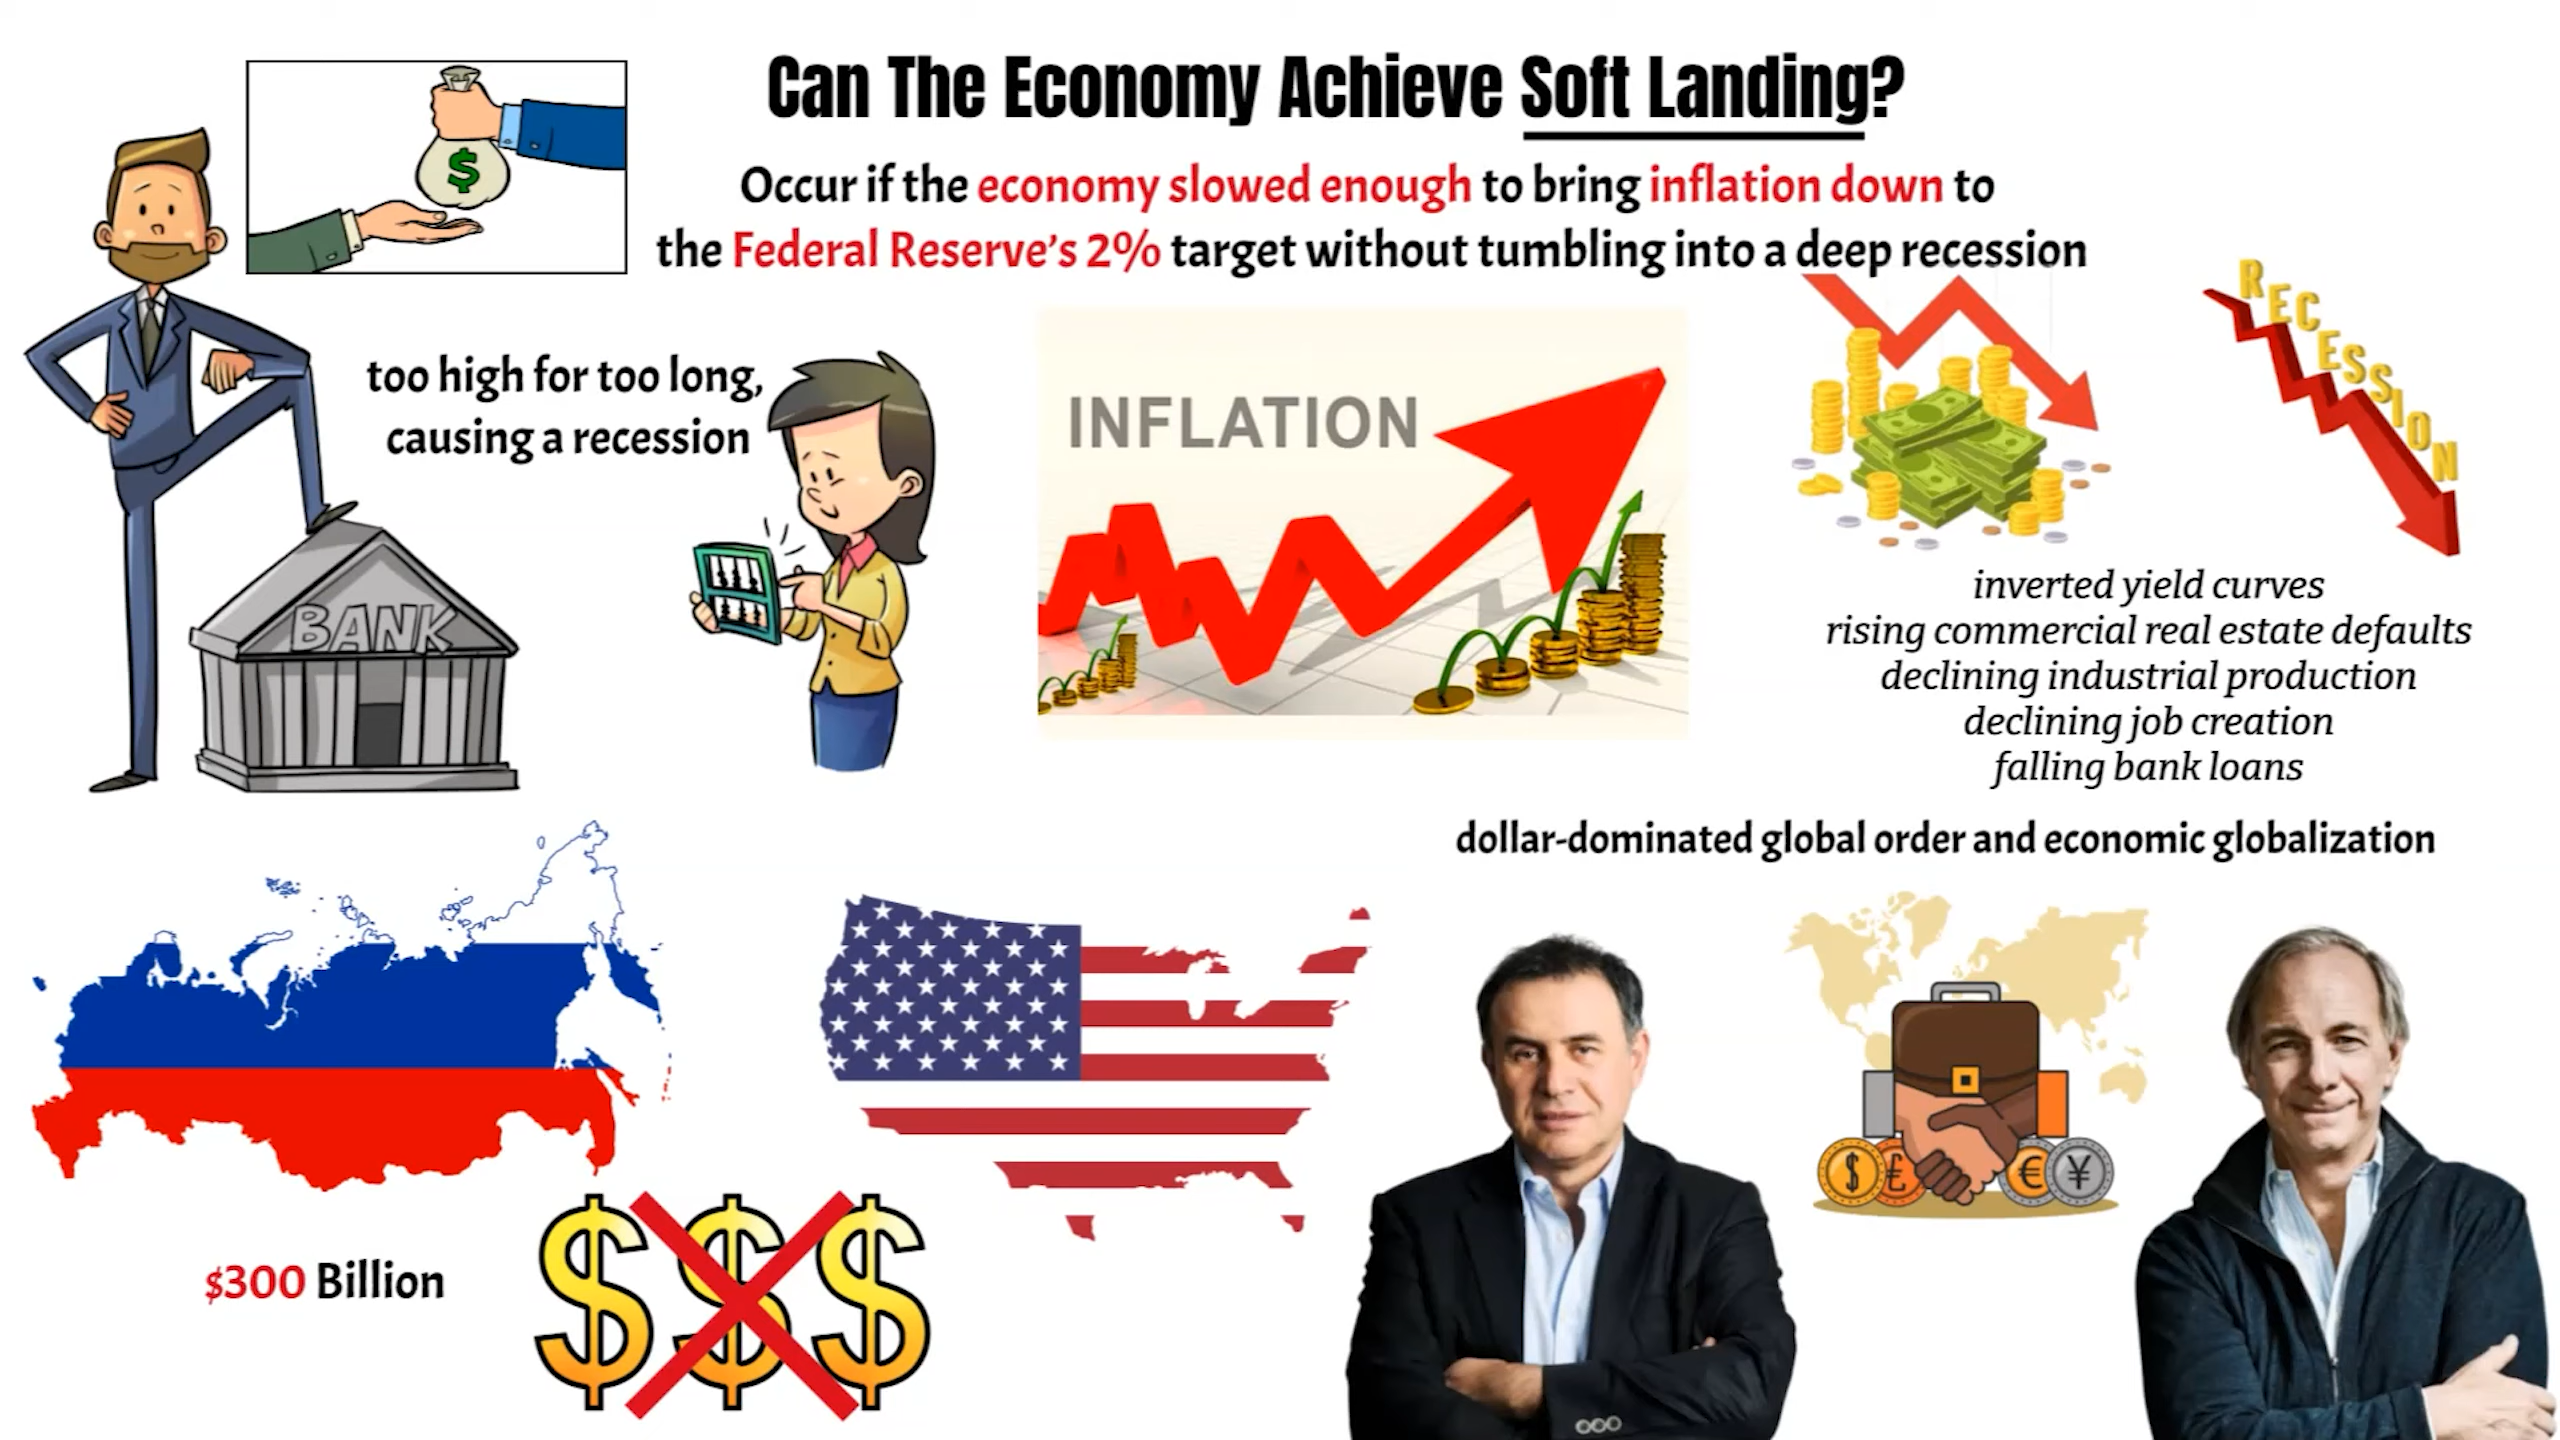 Can The Economy Achieve Soft Landing?
Occur if the economy slowed enough to bring inflation down to
the Federal Reserve's 2% target without tumbling into a deep recession
$
too high for too long,
causing a recession
BANK
INFLATION
RECESSION
inverted yield curves
rising commercial real estate defaults
declining industrial production
declining job creation
falling bank loans
dollar-dominated global order and economic globalization
$ £ € ¥
$300 Billion
$$$